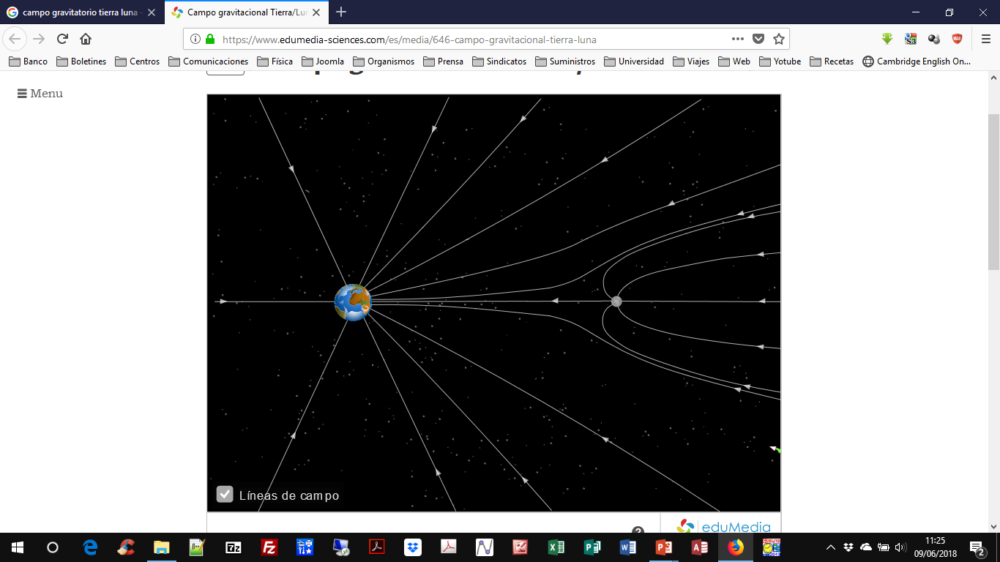 campo gravitatorio tierra luna
Campo gravitacional Tierra/Lu
https://www.edumedia-sciences.com/es/media/646-campo-gravitacional-tierra-luna
Banco Boletines Centros Comunicaciones Física Joomla Organismos Prensa Sindicatos Suministros Universidad Viajes Web Yotube Recetas Cambridge English On...
Menu
Líneas de campo
?
eduMedia
11:25
09/06/2018
2